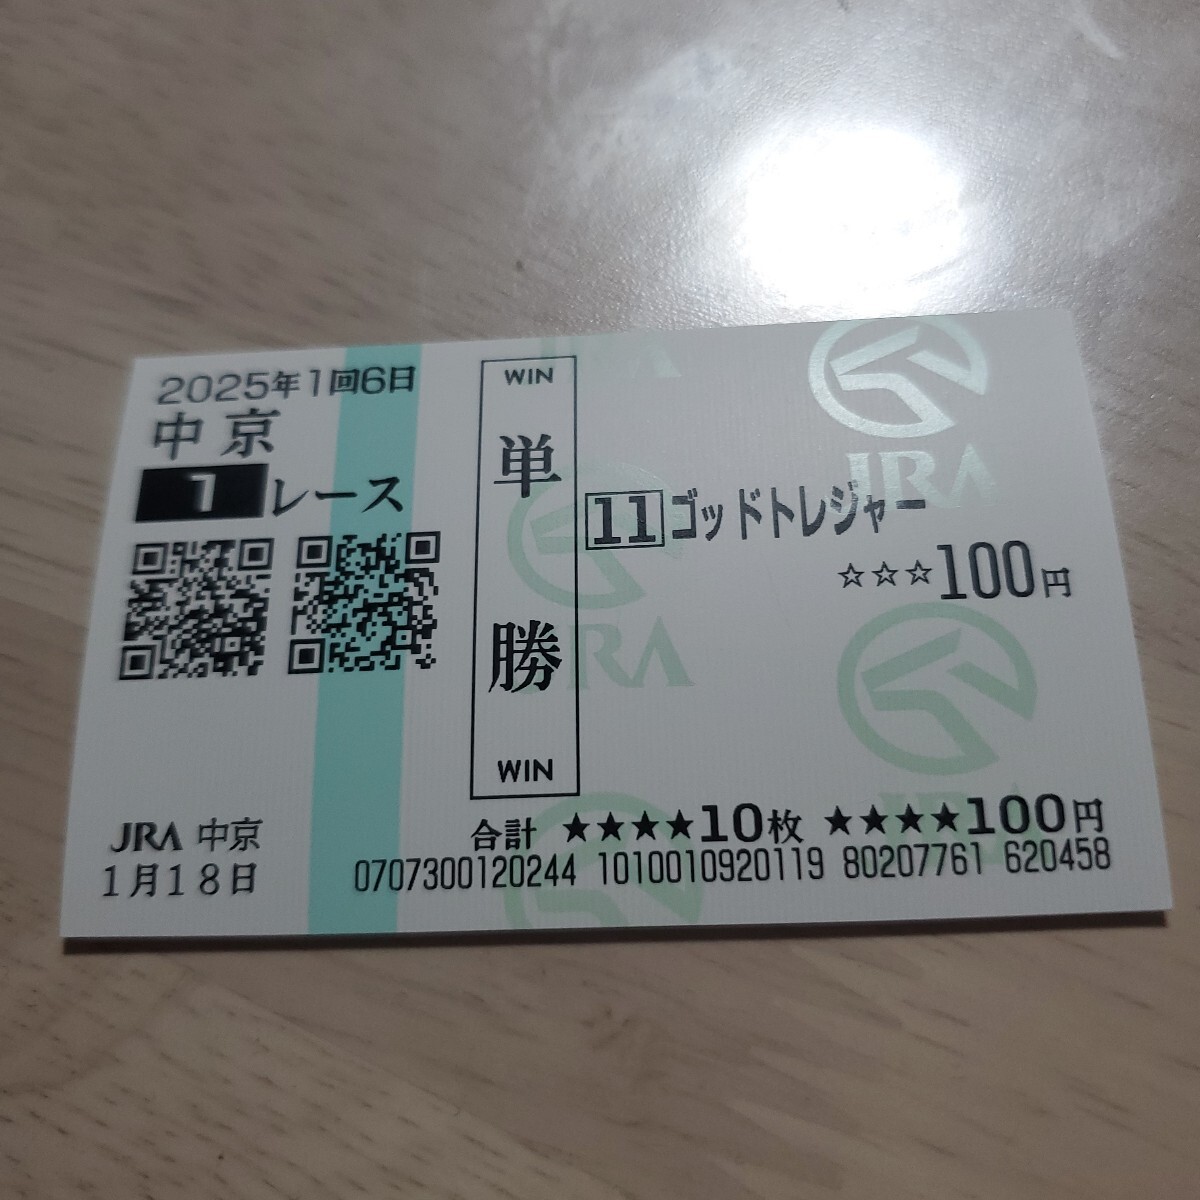 2025年1回6日
中京
1レース
WIN
単勝
WIN
11 ゴッドトレジャー
☆☆☆100円
JRA
JRA
合計 ★★★★10枚 ★★★★100円
JRA 中京
1月18日
0707300120244 1010010920119 80207761 620458